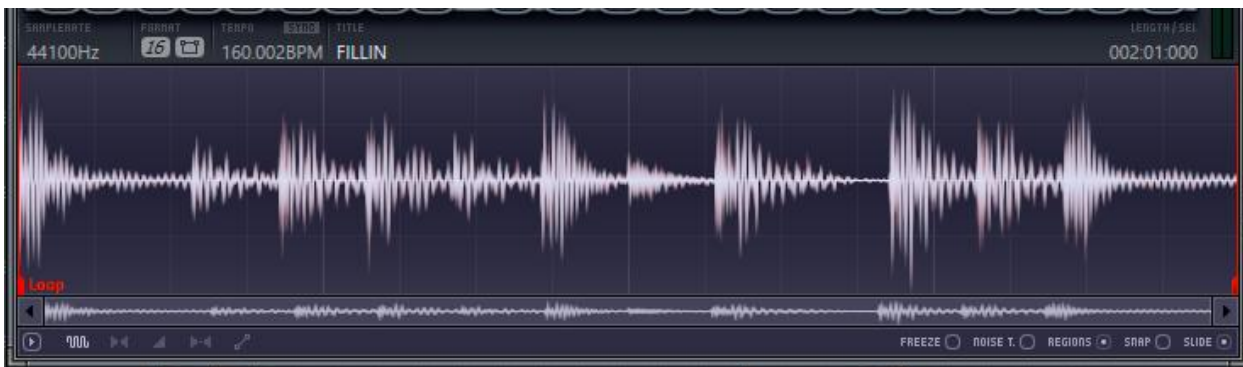 SAMPLERATE FORMAT TEMPO SYNC TITLE LENGTH/SEL
44100Hz 16 160.002BPM FILLIN 002:01:000
Loop
FREEZE NOISE T. REGIONS SNAP SLIDE